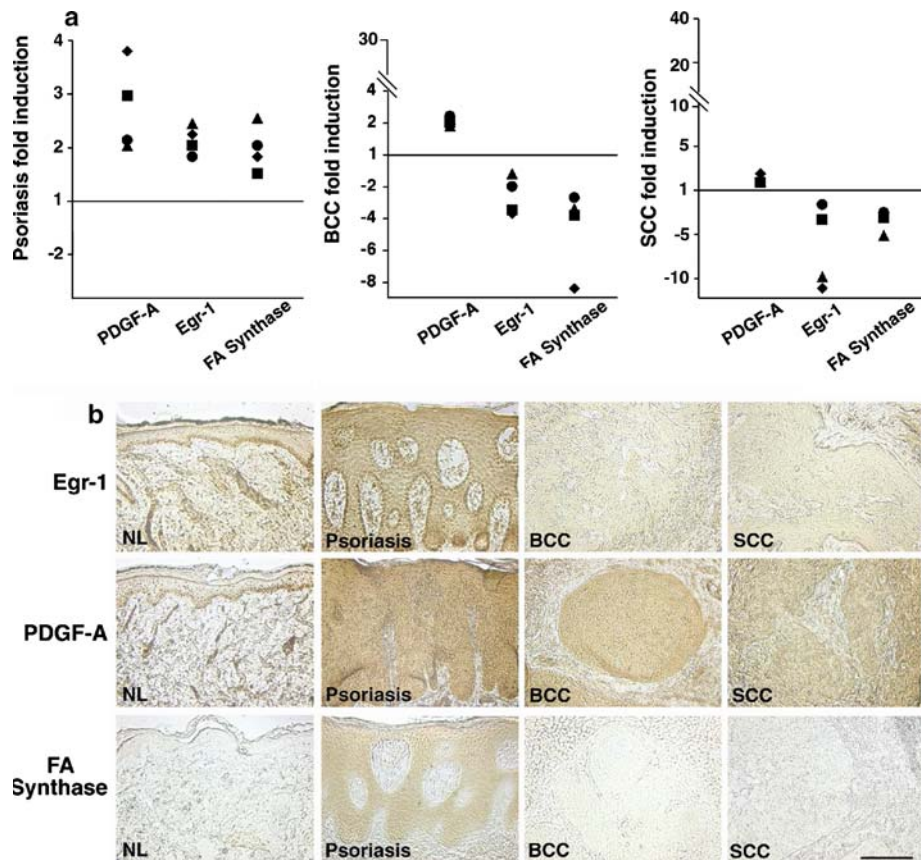 a
Psoriasis fold induction
4
3
2
1
-2
PDGF-A
Egr-1
FA Synthase
BCC fold induction
30
4
2
1
-2
-4
-6
-8
PDGF-A
Egr-1
FA Synthase
SCC fold induction
40
20
10
5
1
-5
-10
PDGF-A
Egr-1
FA Synthase
b
Egr-1
NL
Psoriasis
BCC
SCC
PDGF-A
NL
Psoriasis
BCC
SCC
FA
Synthase
NL
Psoriasis
BCC
SCC